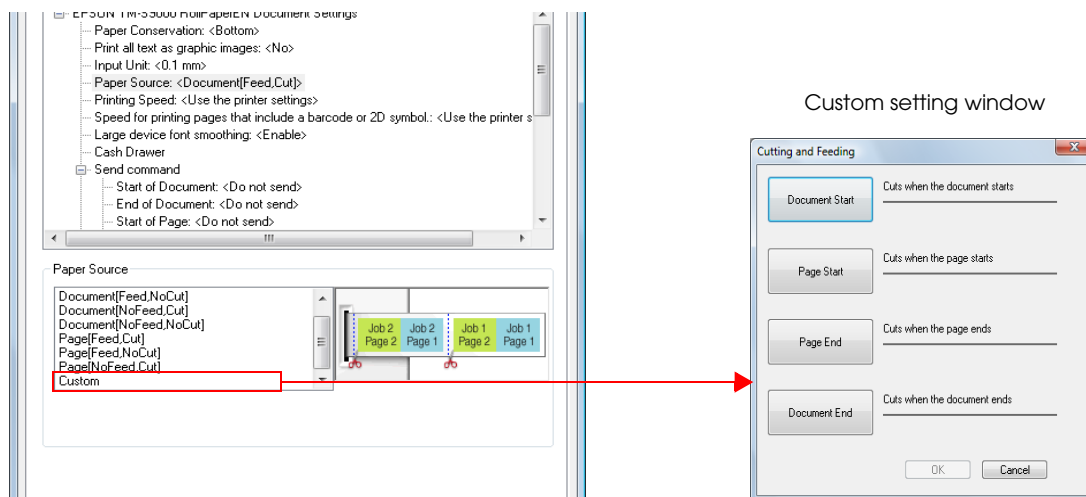 EPSON TM-S9000 RollPaperEN Document Settings
Paper Conservation: <Bottom>
Print all text as graphic images: <No>
Input Unit: <0.1 mm>
Paper Source: <Document[Feed,Cut]>
Printing Speed: <Use the printer settings>
Speed for printing pages that include a barcode or 2D symbol.: <Use the printer s
Large device font smoothing: <Enable>
Cash Drawer
Send command
Start of Document: <Do not send>
End of Document: <Do not send>
Start of Page: <Do not send>
Paper Source
Document[Feed,NoCut]
Document[NoFeed,Cut]
Document[NoFeed,NoCut]
Page[Feed,Cut]
Page[Feed,NoCut]
Page[NoFeed,Cut]
Custom
Job 2 Job 2 Job 1 Job 1
Page 2 Page 1 Page 2 Page 1
Custom setting window
Cutting and Feeding
Document Start
Cuts when the document starts
Page Start
Cuts when the page starts
Page End
Cuts when the page ends
Document End
Cuts when the document ends
OK Cancel